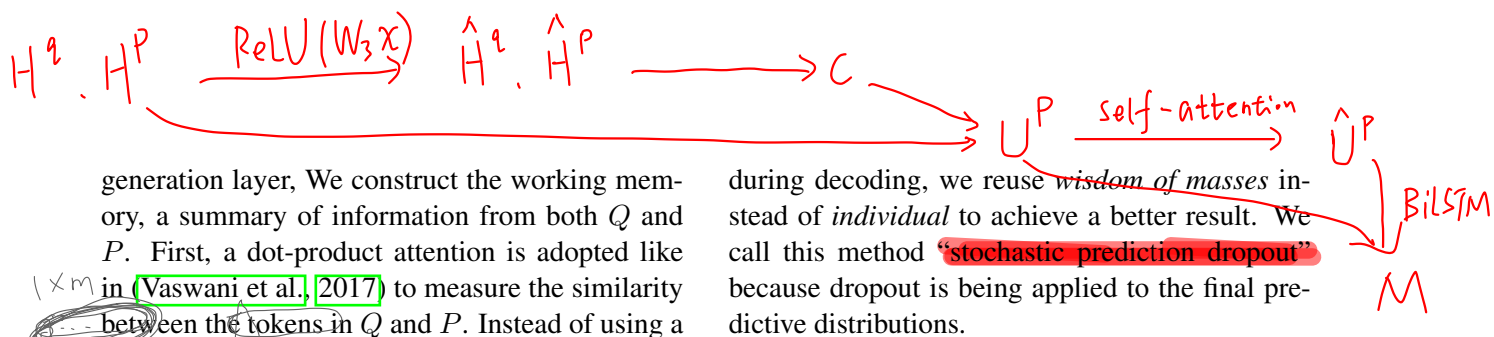 H^q . H^P ReLU(W₃x) Ĥ^q . Ĥ^P C
U^P self-attention Û^P
BiLSTM
M
generation layer, We construct the working mem-
ory, a summary of information from both Q and
P. First, a dot-product attention is adopted like
1×m in (Vaswani et al., 2017) to measure the similarity
between the tokens in Q and P. Instead of using a
during decoding, we reuse wisdom of masses in-
stead of individual to achieve a better result. We
call this method “stochastic prediction dropout”
because dropout is being applied to the final pre-
dictive distributions.